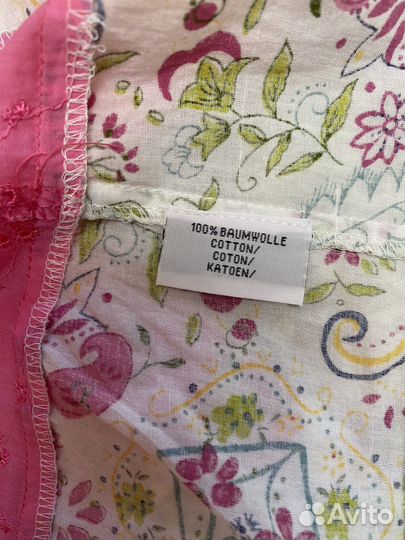 100% BAUMWOLLE
COTTON/
COTON/
KATOEN/
Avito